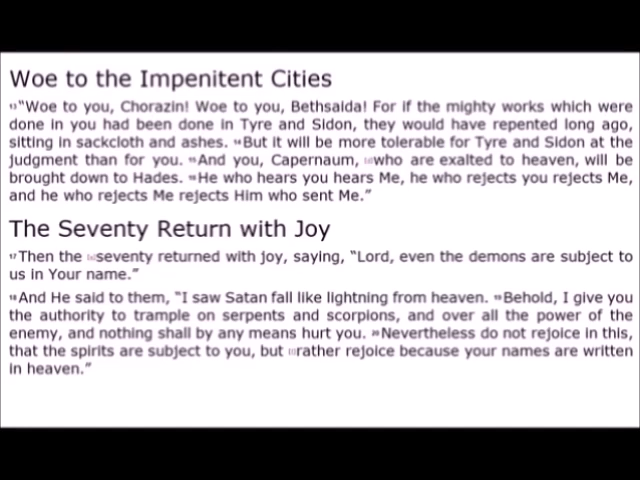 Woe to the Impenitent Cities
13 "Woe to you, Chorazin! Woe to you, Bethsaida! For if the mighty works which were
done in you had been done in Tyre and Sidon, they would have repented long ago,
sitting in sackcloth and ashes. 14 But it will be more tolerable for Tyre and Sidon at the
judgment than for you. 15 And you, Capernaum, who are exalted to heaven, will be
brought down to Hades. 16 He who hears you hears Me, he who rejects you rejects Me,
and he who rejects Me rejects Him who sent Me."
The Seventy Return with Joy
17 Then the seventy returned with joy, saying, "Lord, even the demons are subject to
us in Your name."
18 And He said to them, "I saw Satan fall like lightning from heaven. 19 Behold, I give you
the authority to trample on serpents and scorpions, and over all the power of the
enemy, and nothing shall by any means hurt you. 20 Nevertheless do not rejoice in this,
that the spirits are subject to you, but rather rejoice because your names are written
in heaven."